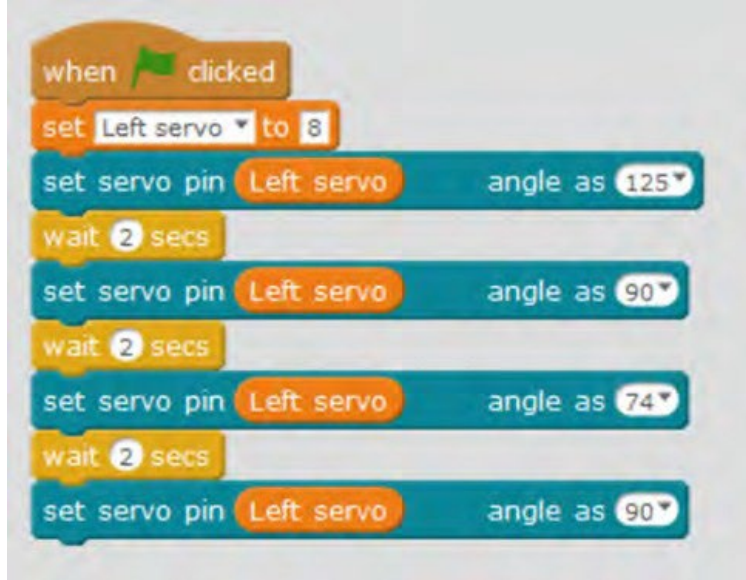 when clicked
set Left servo to 8
set servo pin Left servo angle as 125
wait 2 secs
set servo pin Left servo angle as 90
wait 2 secs
set servo pin Left servo angle as 74
wait 2 secs
set servo pin Left servo angle as 90